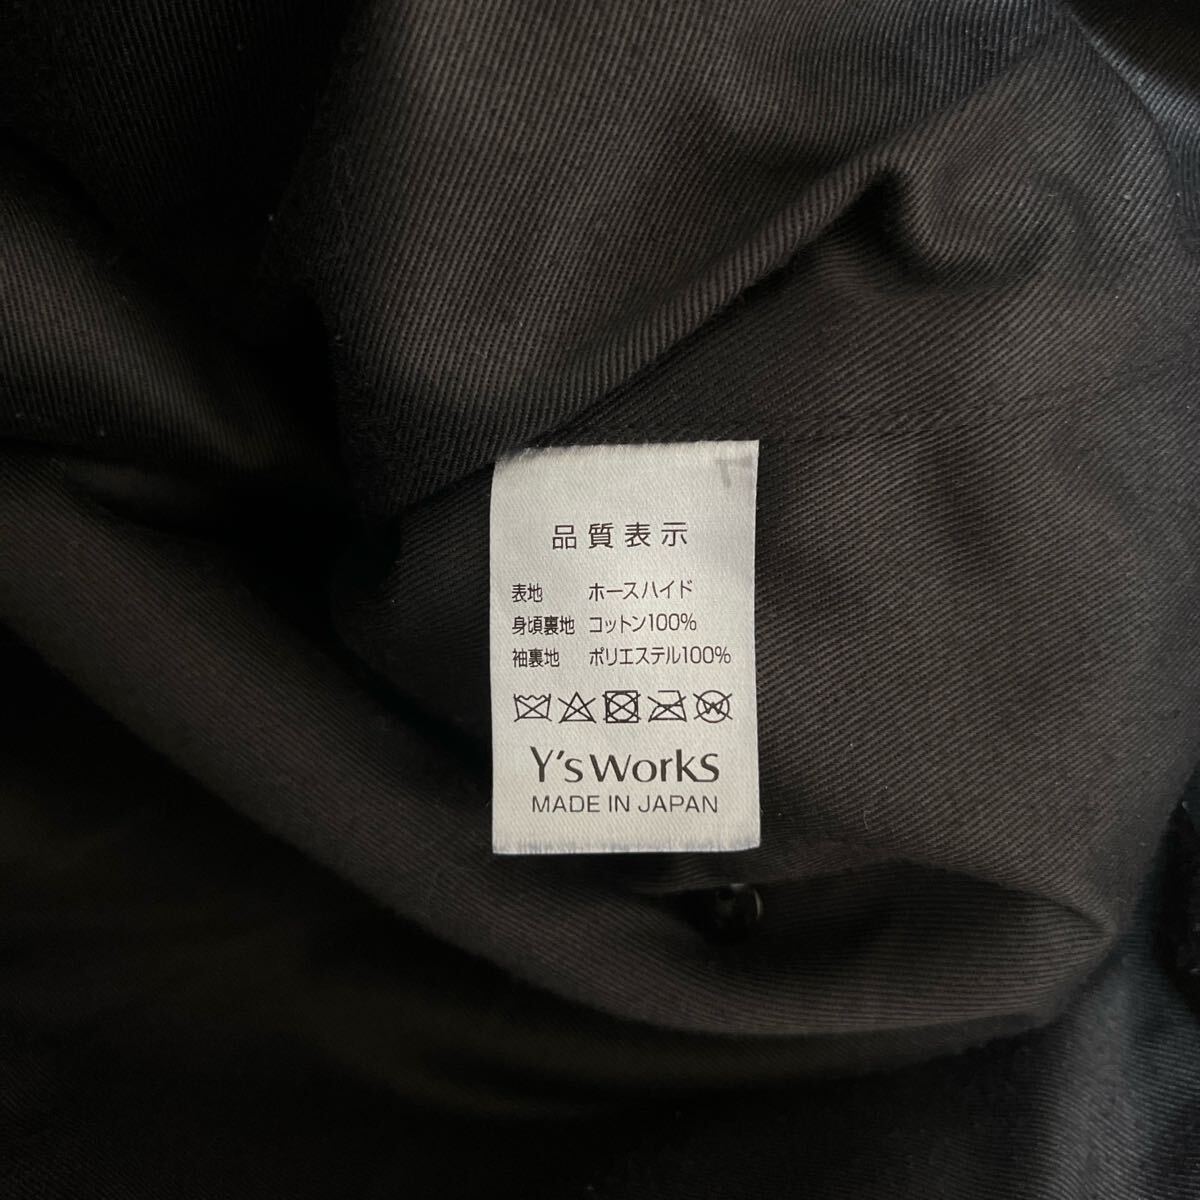 品質表示
表地 ホースハイド
身頃裏地 コットン100%
袖裏地 ポリエステル100%
W
Y's Works
MADE IN JAPAN